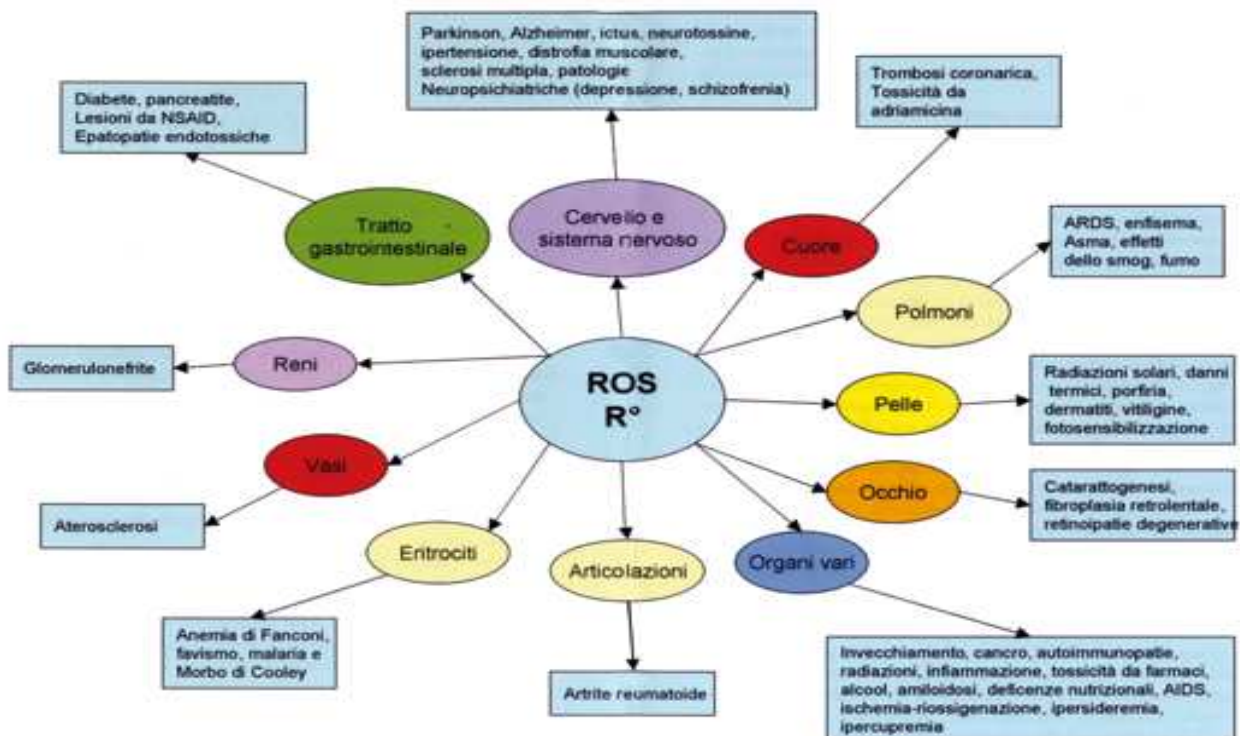 Parkinson, Alzheimer, ictus, neurotossine,
ipertensione, distrofia muscolare,
sclerosi multipla, patologie
Neuropsichiatriche (depressione, schizofrenia)
Trombosi coronarica,
Tossicità da
adriamicina
Diabete, pancreatite,
Lesioni da NSAID,
Epatopatie endotossiche
Tratto
gastrointestinale
Cervello e
sistema nervoso
Cuore
ARDS, enfisema,
Asma, effetti
dello smog, fumo
Polmoni
Glomerulonefrite
Reni
ROS
R°
Pelle
Radiazioni solari, danni
termici, porfiria,
dermatiti, vitiligine,
fotosensibilizzazione
Vasi
Occhio
Catarattogenesi,
fibroplasia retrolentale,
retinoipatie degenerative
Aterosclerosi
Eritrociti
Articolazioni
Organi vari
Anemia di Fanconi,
favismo, malaria e
Morbo di Cooley
Artrite reumatoide
Invecchiamento, cancro, autoimmunopatie,
radiazioni, infiammazione, tossicità da farmaci,
alcool, amiloidosi, deficenze nutrizionali, AIDS,
ischemia-riossigenazione, ipersideremia,
ipercupremia